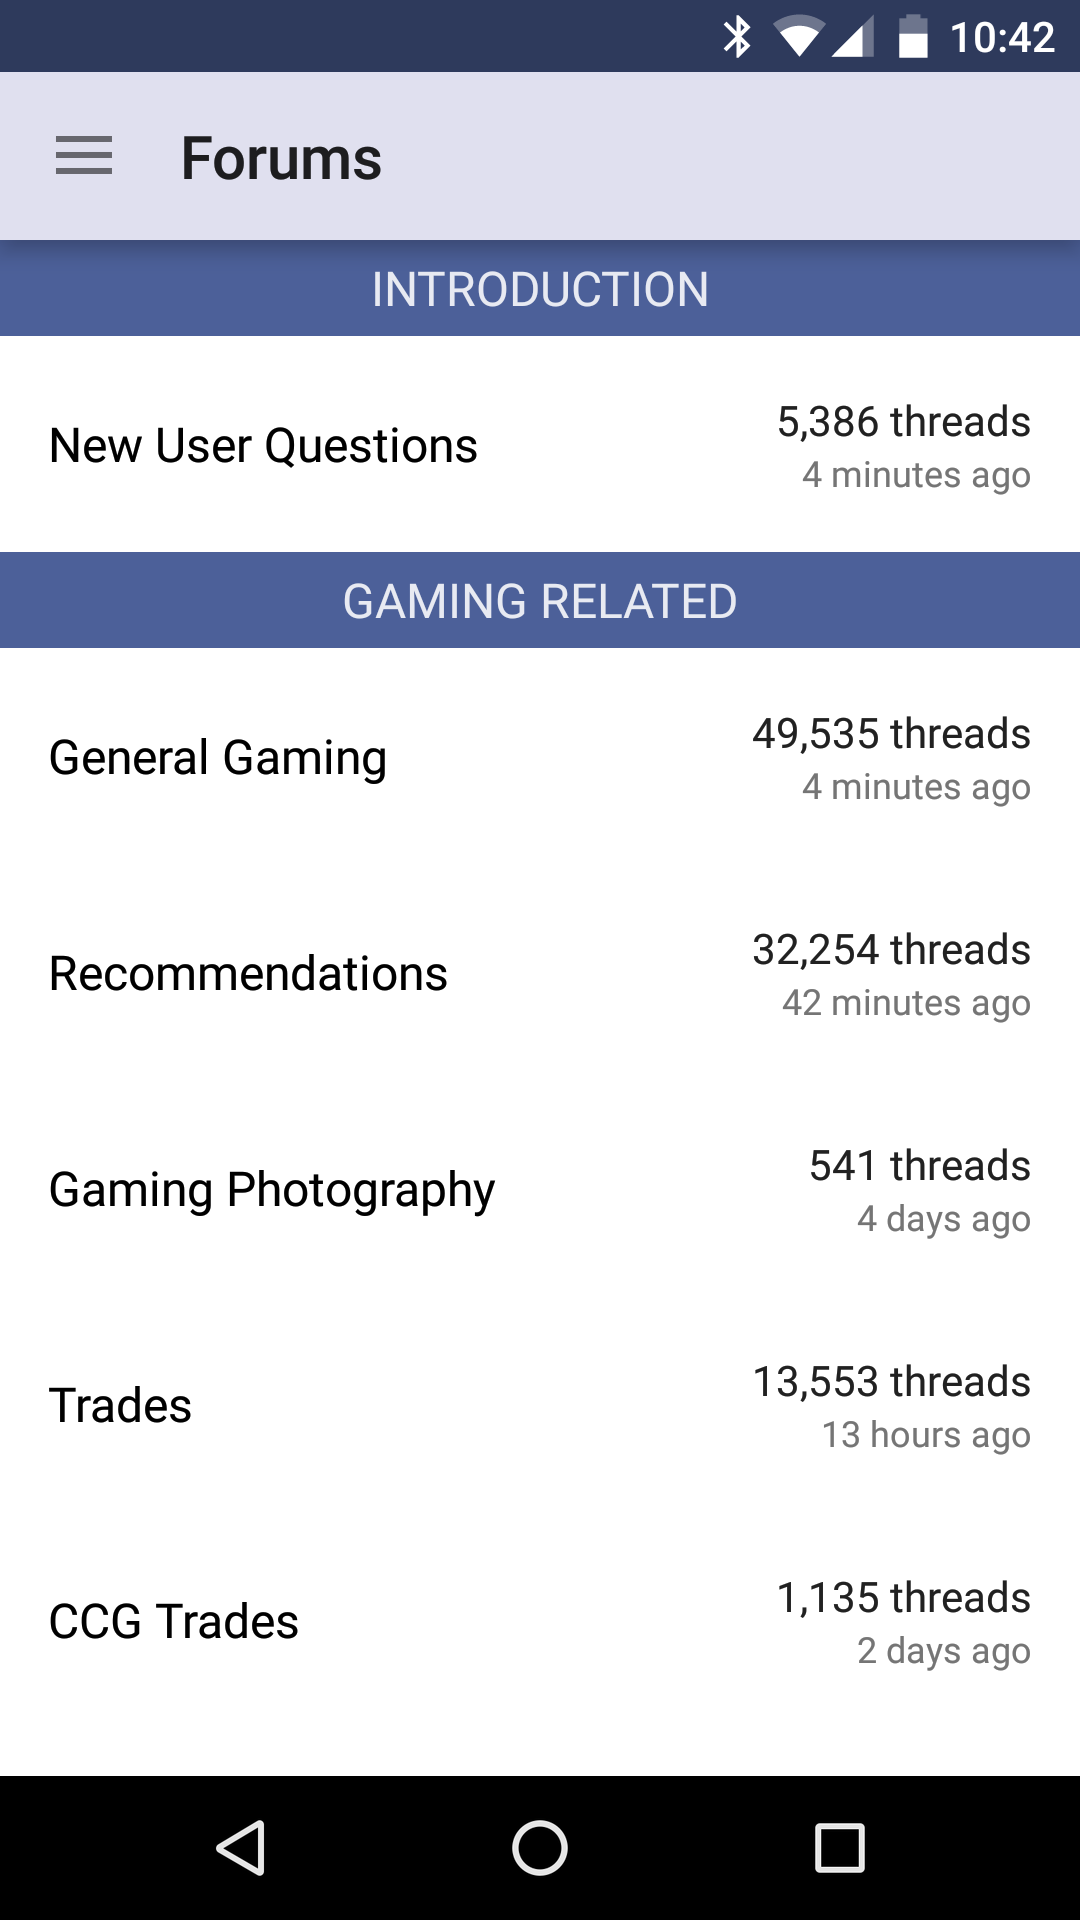 10:42
Forums
INTRODUCTION
New User Questions
5,386 threads
4 minutes ago
GAMING RELATED
General Gaming
49,535 threads
4 minutes ago
Recommendations
32,254 threads
42 minutes ago
Gaming Photography
541 threads
4 days ago
Trades
13,553 threads
13 hours ago
CCG Trades
1,135 threads
2 days ago